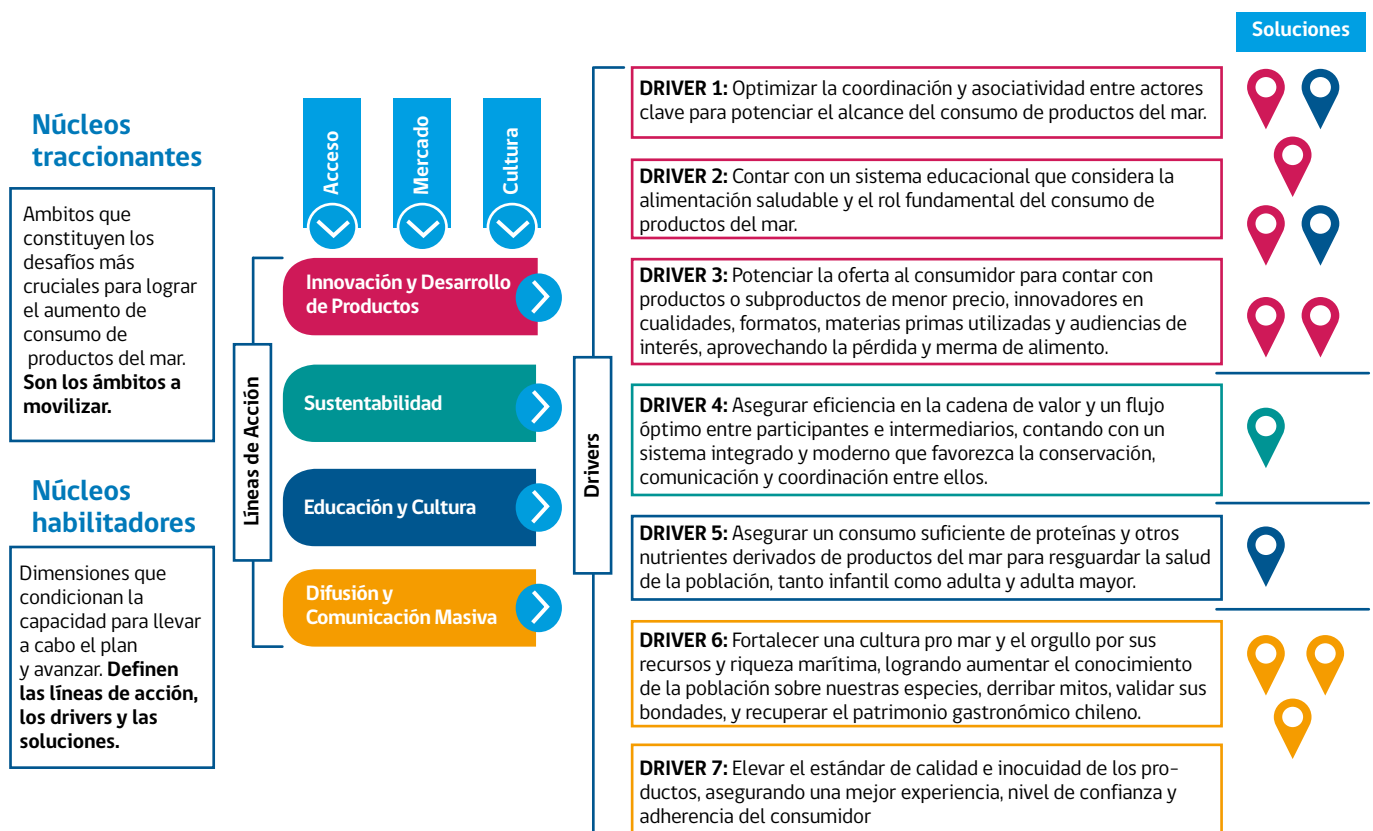 Soluciones
Núcleos
traccionantes
Ambitos que
constituyen los
desafíos más
cruciales para lograr
el aumento de
consumo de
productos del mar.
Son los ámbitos a
movilizar.
Núcleos
habilitadores
Dimensiones que
condicionan la
capacidad para llevar
a cabo el plan
y avanzar. Definen
las líneas de acción,
los drivers y las
soluciones.
Acceso
Mercado
Cultura
Líneas de Acción
Innovación y Desarrollo
de Productos
Sustentabilidad
Educación y Cultura
Difusión y
Comunicación Masiva
Drivers
DRIVER 1: Optimizar la coordinación y asociatividad entre actores
clave para potenciar el alcance del consumo de productos del mar.
DRIVER 2: Contar con un sistema educacional que considera la
alimentación saludable y el rol fundamental del consumo de
productos del mar.
DRIVER 3: Potenciar la oferta al consumidor para contar con
productos o subproductos de menor precio, innovadores en
cualidades, formatos, materias primas utilizadas y audiencias de
interés, aprovechando la pérdida y merma de alimento.
DRIVER 4: Asegurar eficiencia en la cadena de valor y un flujo
óptimo entre participantes e intermediarios, contando con un
sistema integrado y moderno que favorezca la conservación,
comunicación y coordinación entre ellos.
DRIVER 5: Asegurar un consumo suficiente de proteínas y otros
nutrientes derivados de productos del mar para resguardar la salud
de la población, tanto infantil como adulta y adulta mayor.
DRIVER 6: Fortalecer una cultura pro mar y el orgullo por sus
recursos y riqueza marítima, logrando aumentar el conocimiento
de la población sobre nuestras especies, derribar mitos, validar sus
bondades, y recuperar el patrimonio gastronómico chileno.
DRIVER 7: Elevar el estándar de calidad e inocuidad de los pro-
ductos, asegurando una mejor experiencia, nivel de confianza y
adherencia del consumidor